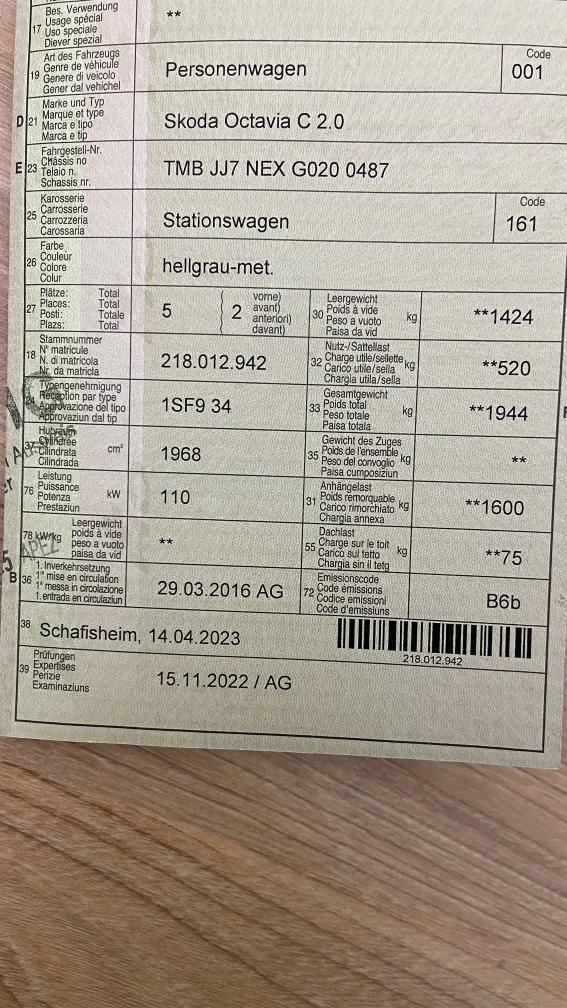 Bes. Verwendung
17 Usage spécial **
Uso speciale
Diever spezial
Art des Fahrzeugs
Genre de véhicule
19 Genere di veicolo Personenwagen
Gener dal vehichel
Code
001
Marke und Typ
D 21 Marque et type Skoda Octavia C 2.0
Marca e tipo
Marca e tip
Fahrgestell-Nr.
E 23 Châssis no TMB JJ7 NEX G020 0487
Telaio n.
Schassis nr.
Karosserie
25 Carrosserie Stationswagen
Carrozzeria
Carossaria
Code
161
Farbe
26 Couleur hellgrau-met.
Colore
Colur
Plätze: Total
27 Places: Total 5
Posti: Totale
Plazs: Total
vorne)
( 2 avant)
anteriori)
davant)
Leergewicht
30 Poids à vide kg **1424
Peso a vuoto
Paisa da vid
Stammnummer
18 N° matricule 218.012.942
N. di matricola
Nr. da matricla
Nutz-/Sattellast
32 Charge utile/sellette kg **520
Carico utile/sella
Chargia utila/sella
Typengenehmigung
Réception par type 1SF9 34
Approvazione del tipo
Approvaziun dal tip
Gesamtgewicht
33 Poids total kg **1944
Peso totale
Paisa totala
Hubraum
37 Cylindrée cm³ 1968
Cilindrata
Cilindrada
Gewicht des Zuges
35 Poids de l'ensemble kg **
Peso del convoglio
Paisa cumposiziun
Leistung
76 Puissance kW 110
Potenza
Prestaziun
Anhängelast
31 Poids remorquable kg **1600
Carico rimorchiato
Chargia annexa
Leergewicht
78 kW/kg poids à vide **
peso a vuoto
paisa da vid
Dachlast
55 Charge sur le toit kg **75
Carico sul tetto
Chargia sin il tetg
1. Inverkehrsetzung
B 36 1re mise en circulation 29.03.2016 AG
1a messa in circolazione
1. entrada en circulaziun
Emissionscode
72 Code émissions B6b
Codice emissioni
Code d'emissiuns
38 Schafisheim, 14.04.2023
218.012.942
Prüfungen
39 Expertises 15.11.2022 / AG
Perizie
Examinaziuns